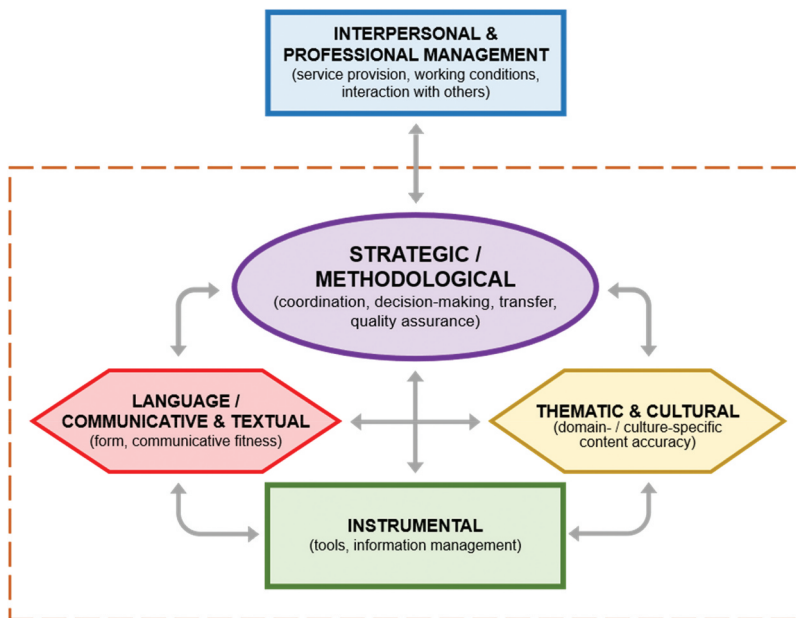 INTERPERSONAL &
PROFESSIONAL MANAGEMENT
(service provision, working conditions,
interaction with others)
STRATEGIC /
METHODOLOGICAL
(coordination, decision-making, transfer,
quality assurance)
LANGUAGE /
COMMUNICATIVE & TEXTUAL
(form, communicative fitness)
THEMATIC & CULTURAL
(domain- / culture-specific
content accuracy)
INSTRUMENTAL
(tools, information management)